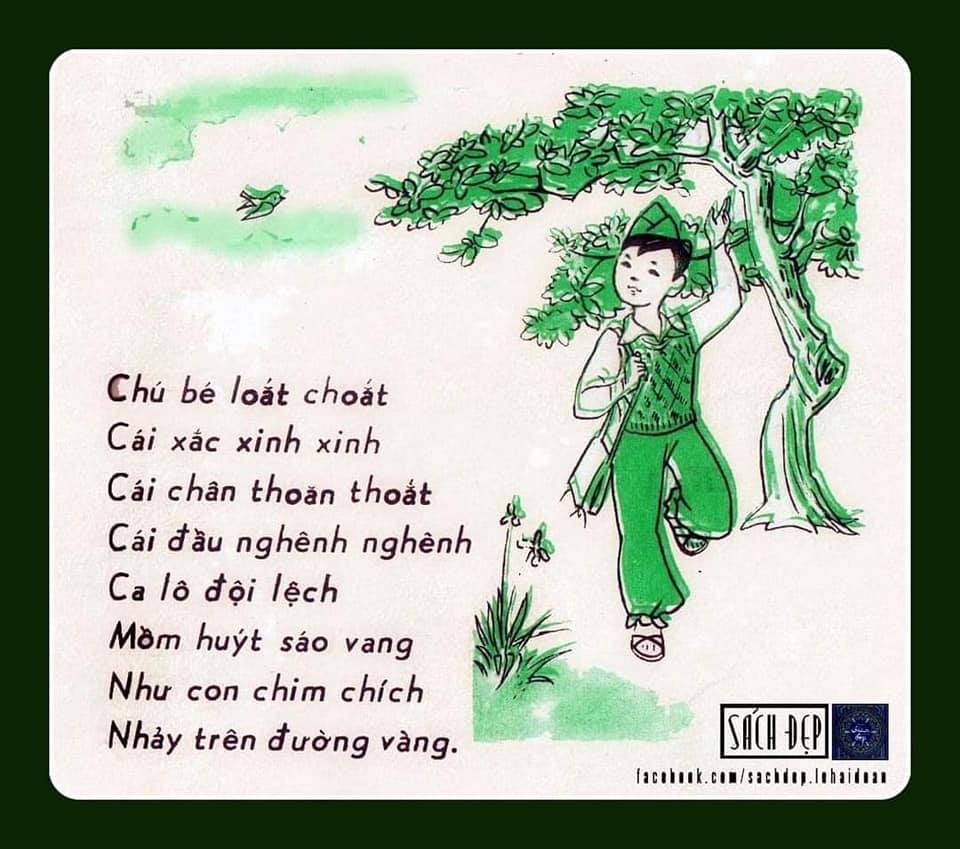 Chú bé loắt choắt
Cái xắc xinh xinh
Cái chân thoăn thoắt
Cái đầu nghênh nghênh
Ca lô đội lệch
Mồm huýt sáo vang
Như con chim chích
Nhảy trên đường vàng.
SÁCH ĐẸP
facebook.com/sachdep.lohaidoan